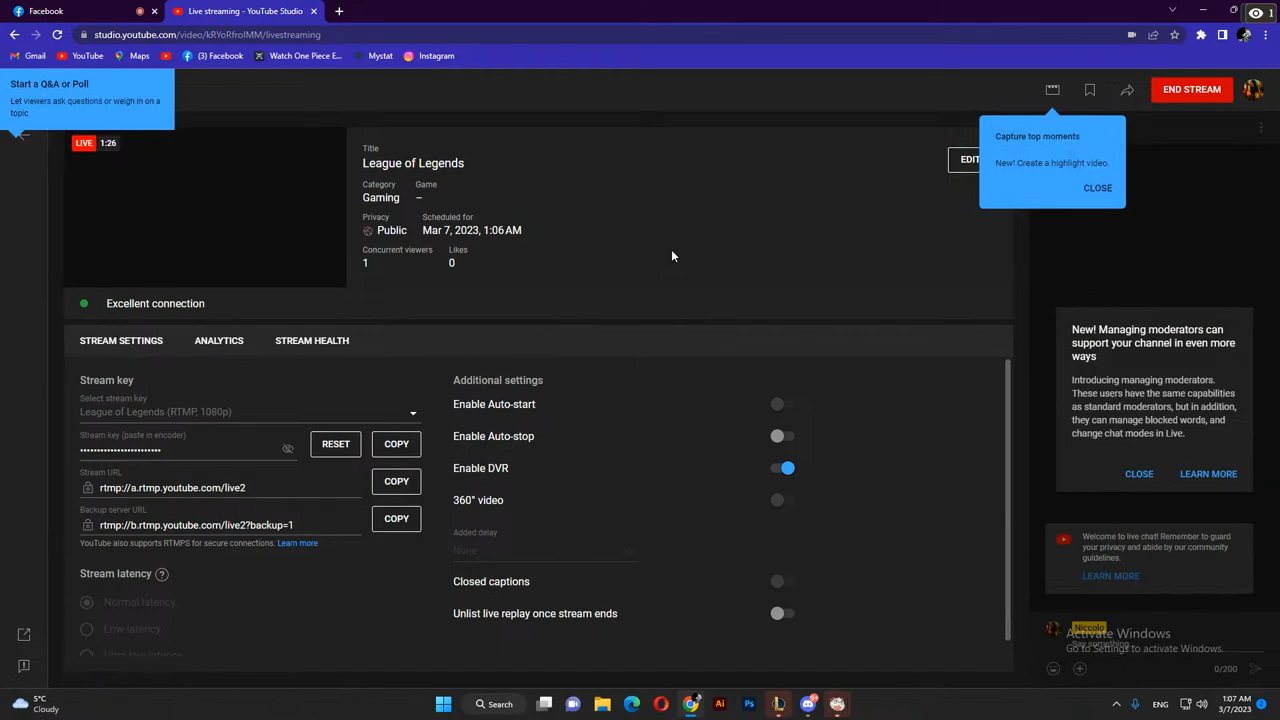 Facebook
Live streaming - YouTube Studio
1
studio.youtube.com/video/kRYoRfroIMM/livestreaming
Gmail
YouTube
Maps
(3) Facebook
Watch One Piece E...
Mystat
Instagram
Start a Q&A or Poll
Let viewers ask questions or weigh in on a
topic
END STREAM
LIVE 1:26
Title
League of Legends
EDIT
Category Game
Gaming –
Privacy Scheduled for
Public Mar 7, 2023, 1:06 AM
Concurrent viewers Likes
1 0
Capture top moments
New! Create a highlight video.
CLOSE
Excellent connection
STREAM SETTINGS ANALYTICS STREAM HEALTH
Stream key
Select stream key
League of Legends (RTMP, 1080p)
Stream key (paste in encoder)
••••••••••••••••••••••••
RESET COPY
Stream URL
rtmp://a.rtmp.youtube.com/live2
COPY
Backup server URL
rtmp://b.rtmp.youtube.com/live2?backup=1
COPY
YouTube also supports RTMPS for secure connections. Learn more
Stream latency ?
Normal latency
Low-latency
Ultra low-latency
Additional settings
Enable Auto-start
Enable Auto-stop
Enable DVR
360° video
Added delay
None
Closed captions
Unlist live replay once stream ends
New! Managing moderators can
support your channel in even more
ways
Introducing managing moderators.
These users have the same capabilities
as standard moderators, but in addition,
they can manage blocked words, and
change chat modes in Live.
CLOSE LEARN MORE
Welcome to live chat! Remember to guard
your privacy and abide by our community
guidelines.
LEARN MORE
Niccolo
Say something...
Activate Windows
Go to Settings to activate Windows.
0/200
5°C
Cloudy
Search
Ai
Ps
ENG
1:07 AM
3/7/2023